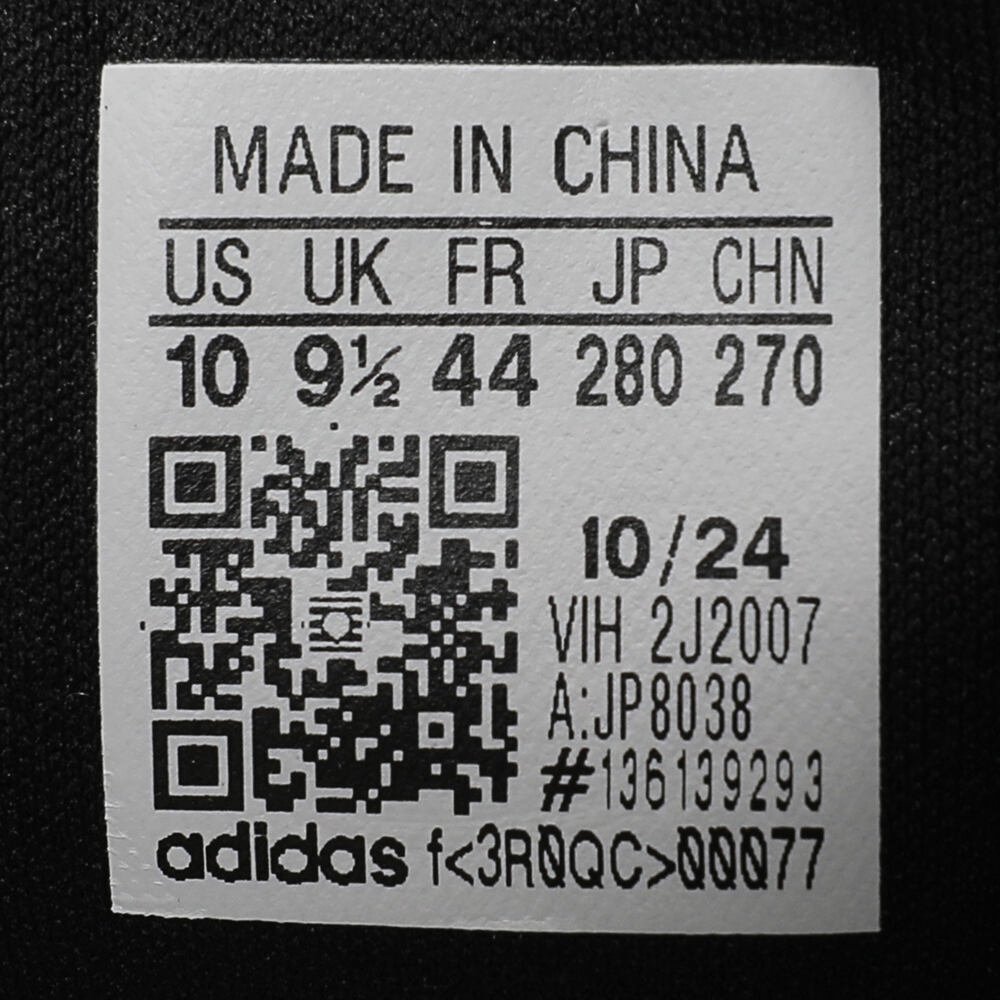 MADE IN CHINA
US UK FR JP CHN
10 9½ 44 280 270
10/24
VIH 2J2007
A:JP8038
#136139293
adidas f<3R0QC>00077